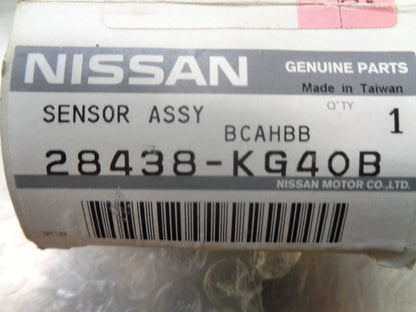 NISSAN
GENUINE PARTS
Made in Taiwan
SENSOR ASSY
Q'TY
1
BCAHBB
28438-KG40B
NISSAN MOTOR CO.,LTD.